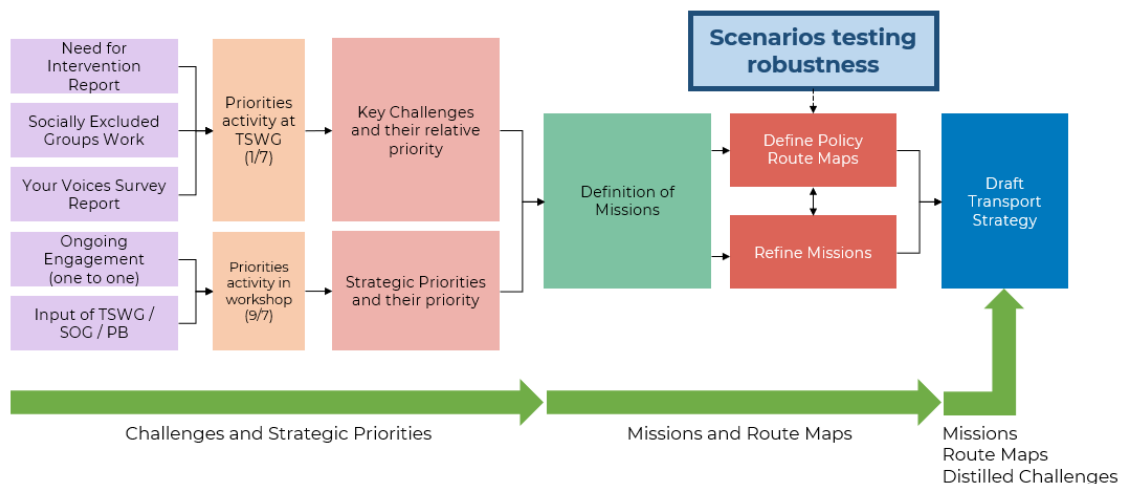 Scenarios testing
robustness
Need for
Intervention
Report
Socially Excluded
Groups Work
Your Voices Survey
Report
Ongoing
Engagement
(one to one)
Input of TSWG /
SOG / PB
Priorities
activity at
TSWG
(1/7)
Priorities
activity in
workshop
(9/7)
Key Challenges
and their relative
priority
Strategic Priorities
and their priority
Definition of
Missions
Define Policy
Route Maps
Refine Missions
Draft
Transport
Strategy
Challenges and Strategic Priorities
Missions and Route Maps
Missions
Route Maps
Distilled Challenges